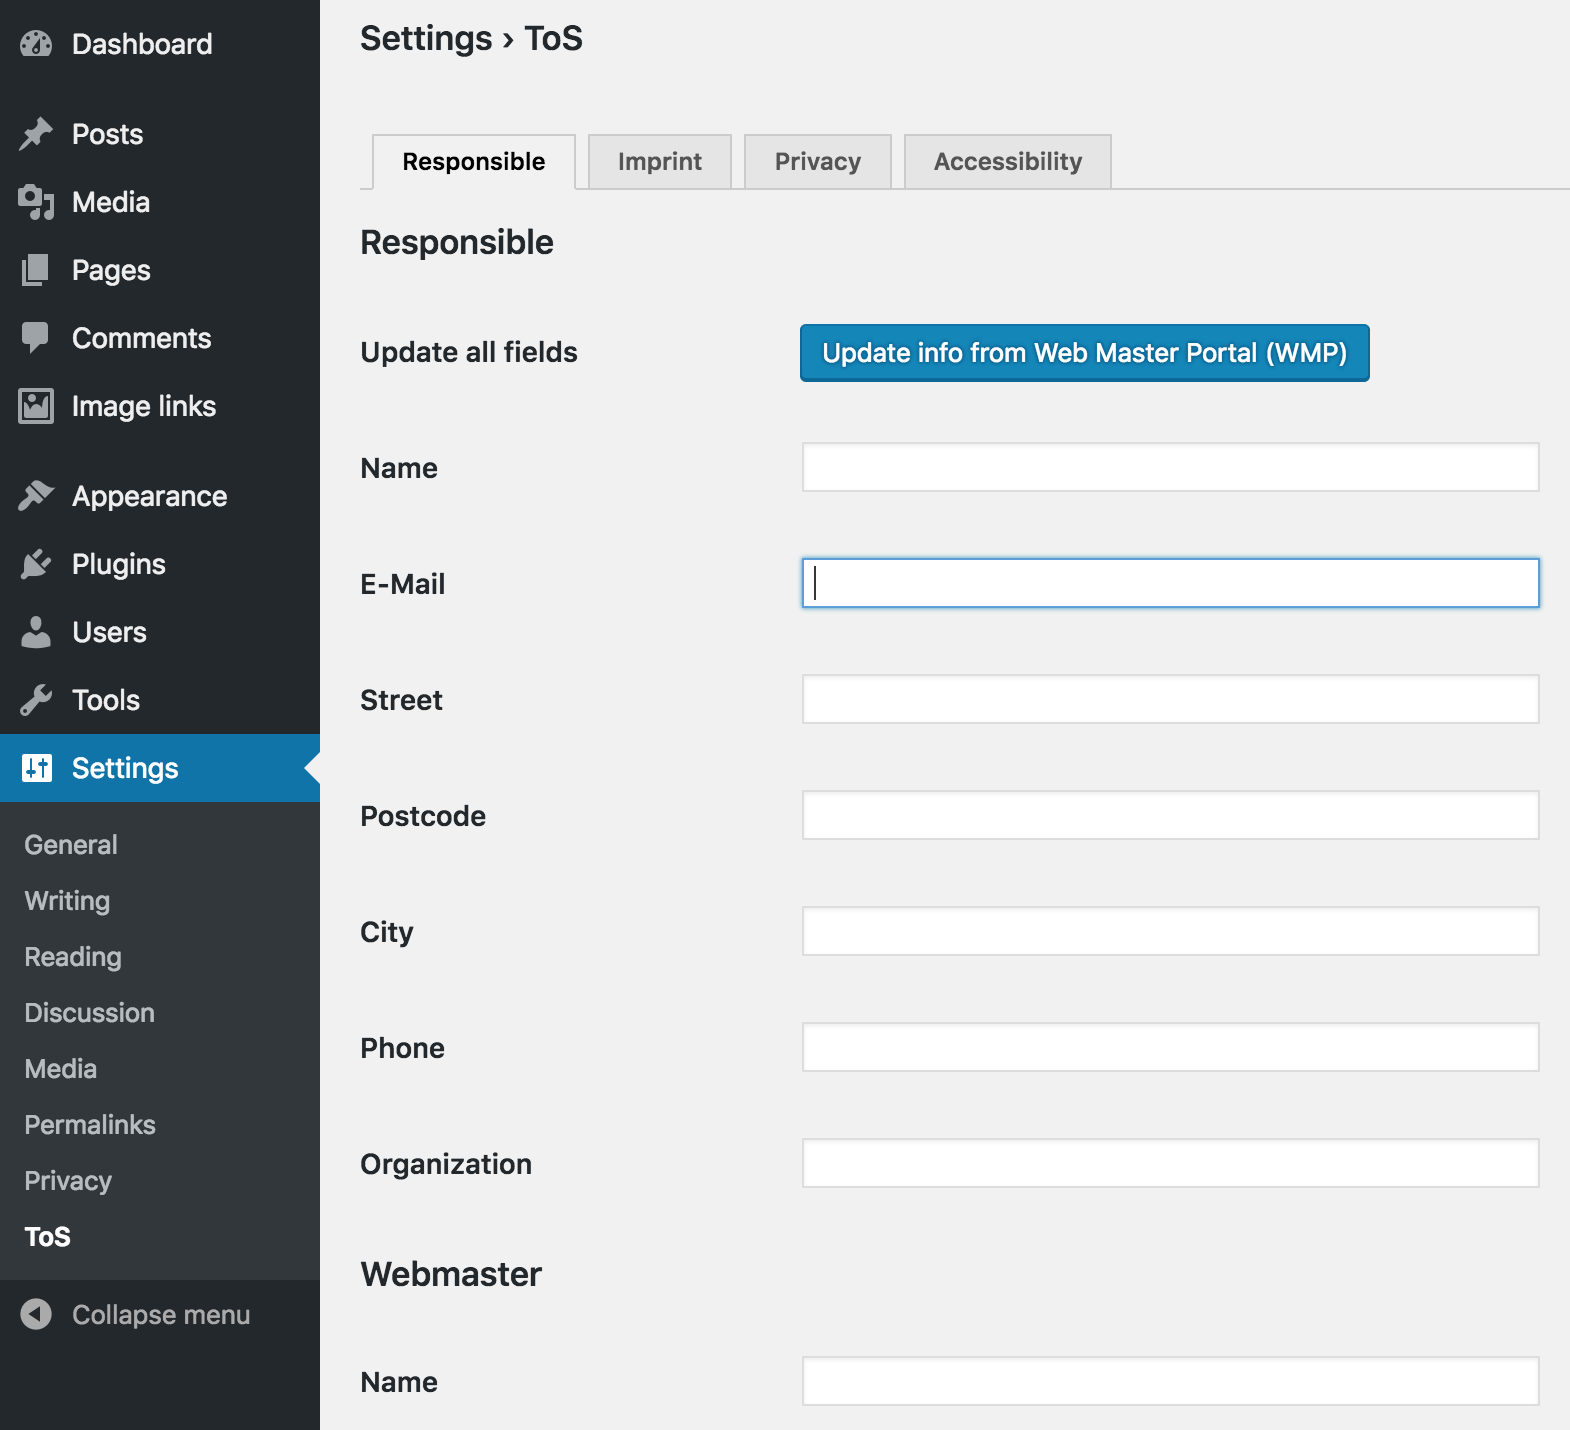 Dashboard
Posts
Media
Pages
Comments
Image links
Appearance
Plugins
Users
Tools
Settings
General
Writing
Reading
Discussion
Media
Permalinks
Privacy
ToS
Collapse menu
Settings › ToS
Responsible Imprint Privacy Accessibility
Responsible
Update all fields Update info from Web Master Portal (WMP)
Name
E-Mail
Street
Postcode
City
Phone
Organization
Webmaster
Name